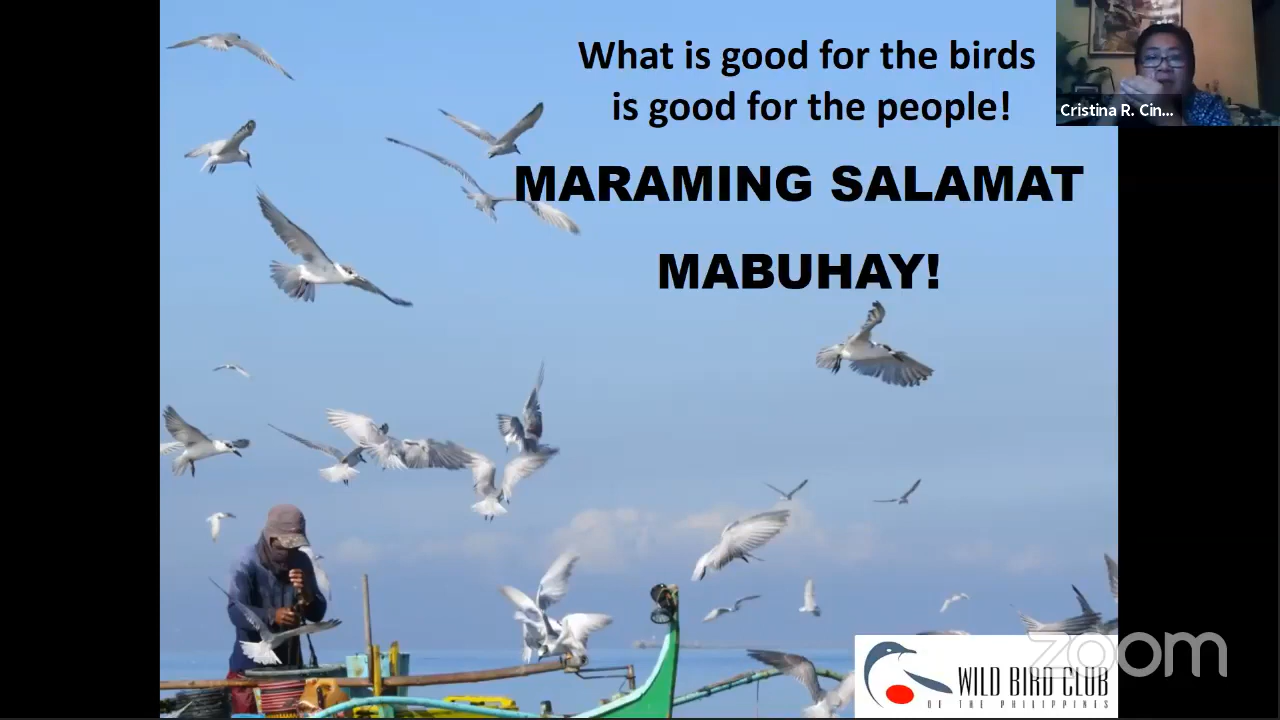 What is good for the birds
is good for the people!
Cristina R. Cin...
MARAMING SALAMAT
MABUHAY!
zoom
WILD BIRD CLUB
OF THE PHILIPPINES